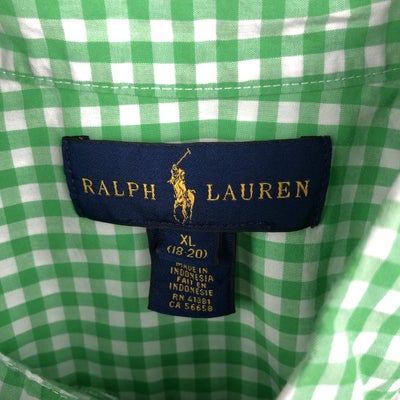 RALPH LAUREN
XL
(18-20)
MADE IN
INDONESIA
FAIT EN
INDONESIE
RN 41381
CA 56658